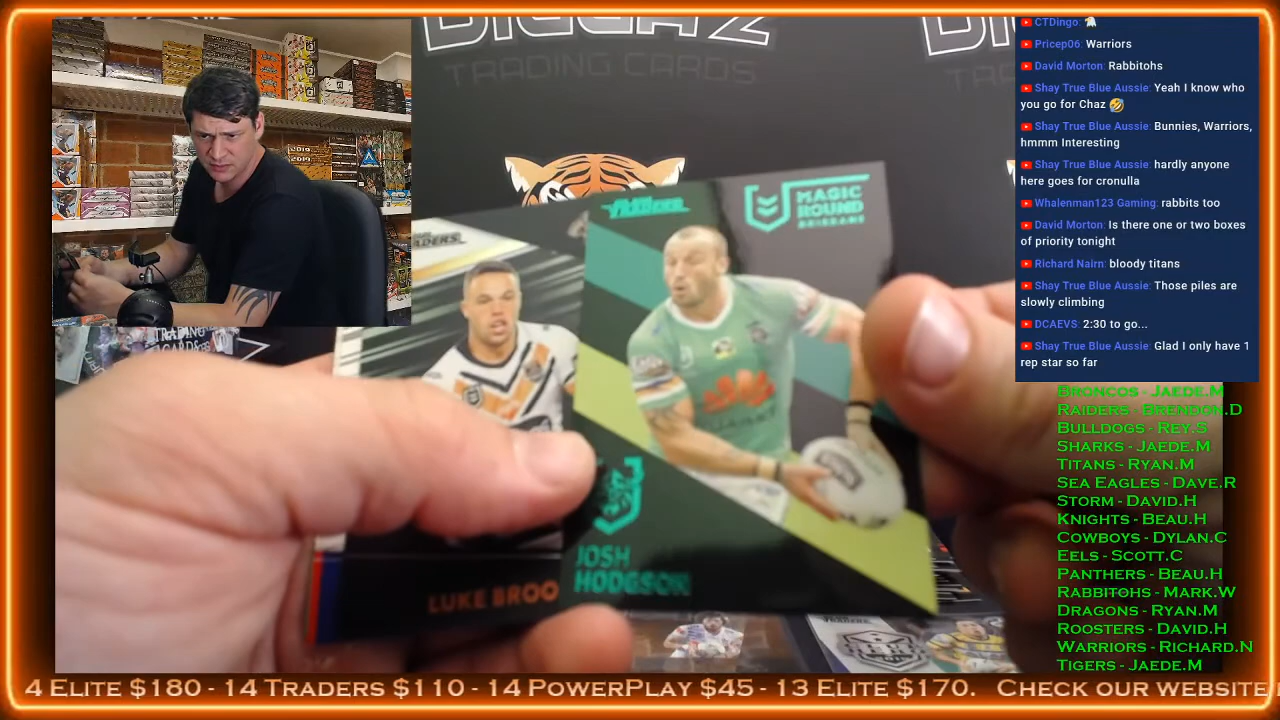 DIGGAZ
TRADING CARDS
CTDingo:
Pricep06: Warriors
David Morton: Rabbitohs
Shay True Blue Aussie: Yeah I know who
you go for Chaz
Shay True Blue Aussie: Bunnies, Warriors,
hmmm Interesting
Shay True Blue Aussie: hardly anyone
here goes for cronulla
Whalenman123 Gaming: rabbits too
David Morton: Is there one or two boxes
of priority tonight
Richard Nairn: bloody titans
Shay True Blue Aussie: Those piles are
slowly climbing
DCAEVS: 2:30 to go...
Shay True Blue Aussie: Glad I only have 1
rep star so far
MAGIC
ROUND
BRISBANE
TRADERS
JOSH
HODGSON
LUKE BROO
2019
2019
BRONCOS - JAEDE.M
RAIDERS - BRENDON.D
BULLDOGS - REY.S
SHARKS - JAEDE.M
TITANS - RYAN.M
SEA EAGLES - DAVE.R
STORM - DAVID.H
KNIGHTS - BEAU.H
COWBOYS - DYLAN.C
EELS - SCOTT.C
PANTHERS - BEAU.H
RABBITOHS - MARK.W
DRAGONS - RYAN.M
ROOSTERS - DAVID.H
WARRIORS - RICHARD.N
TIGERS - JAEDE.M
4 ELITE $180 - 14 TRADERS $110 - 14 POWERPLAY $45 - 13 ELITE $170. CHECK OUR WEBSITE